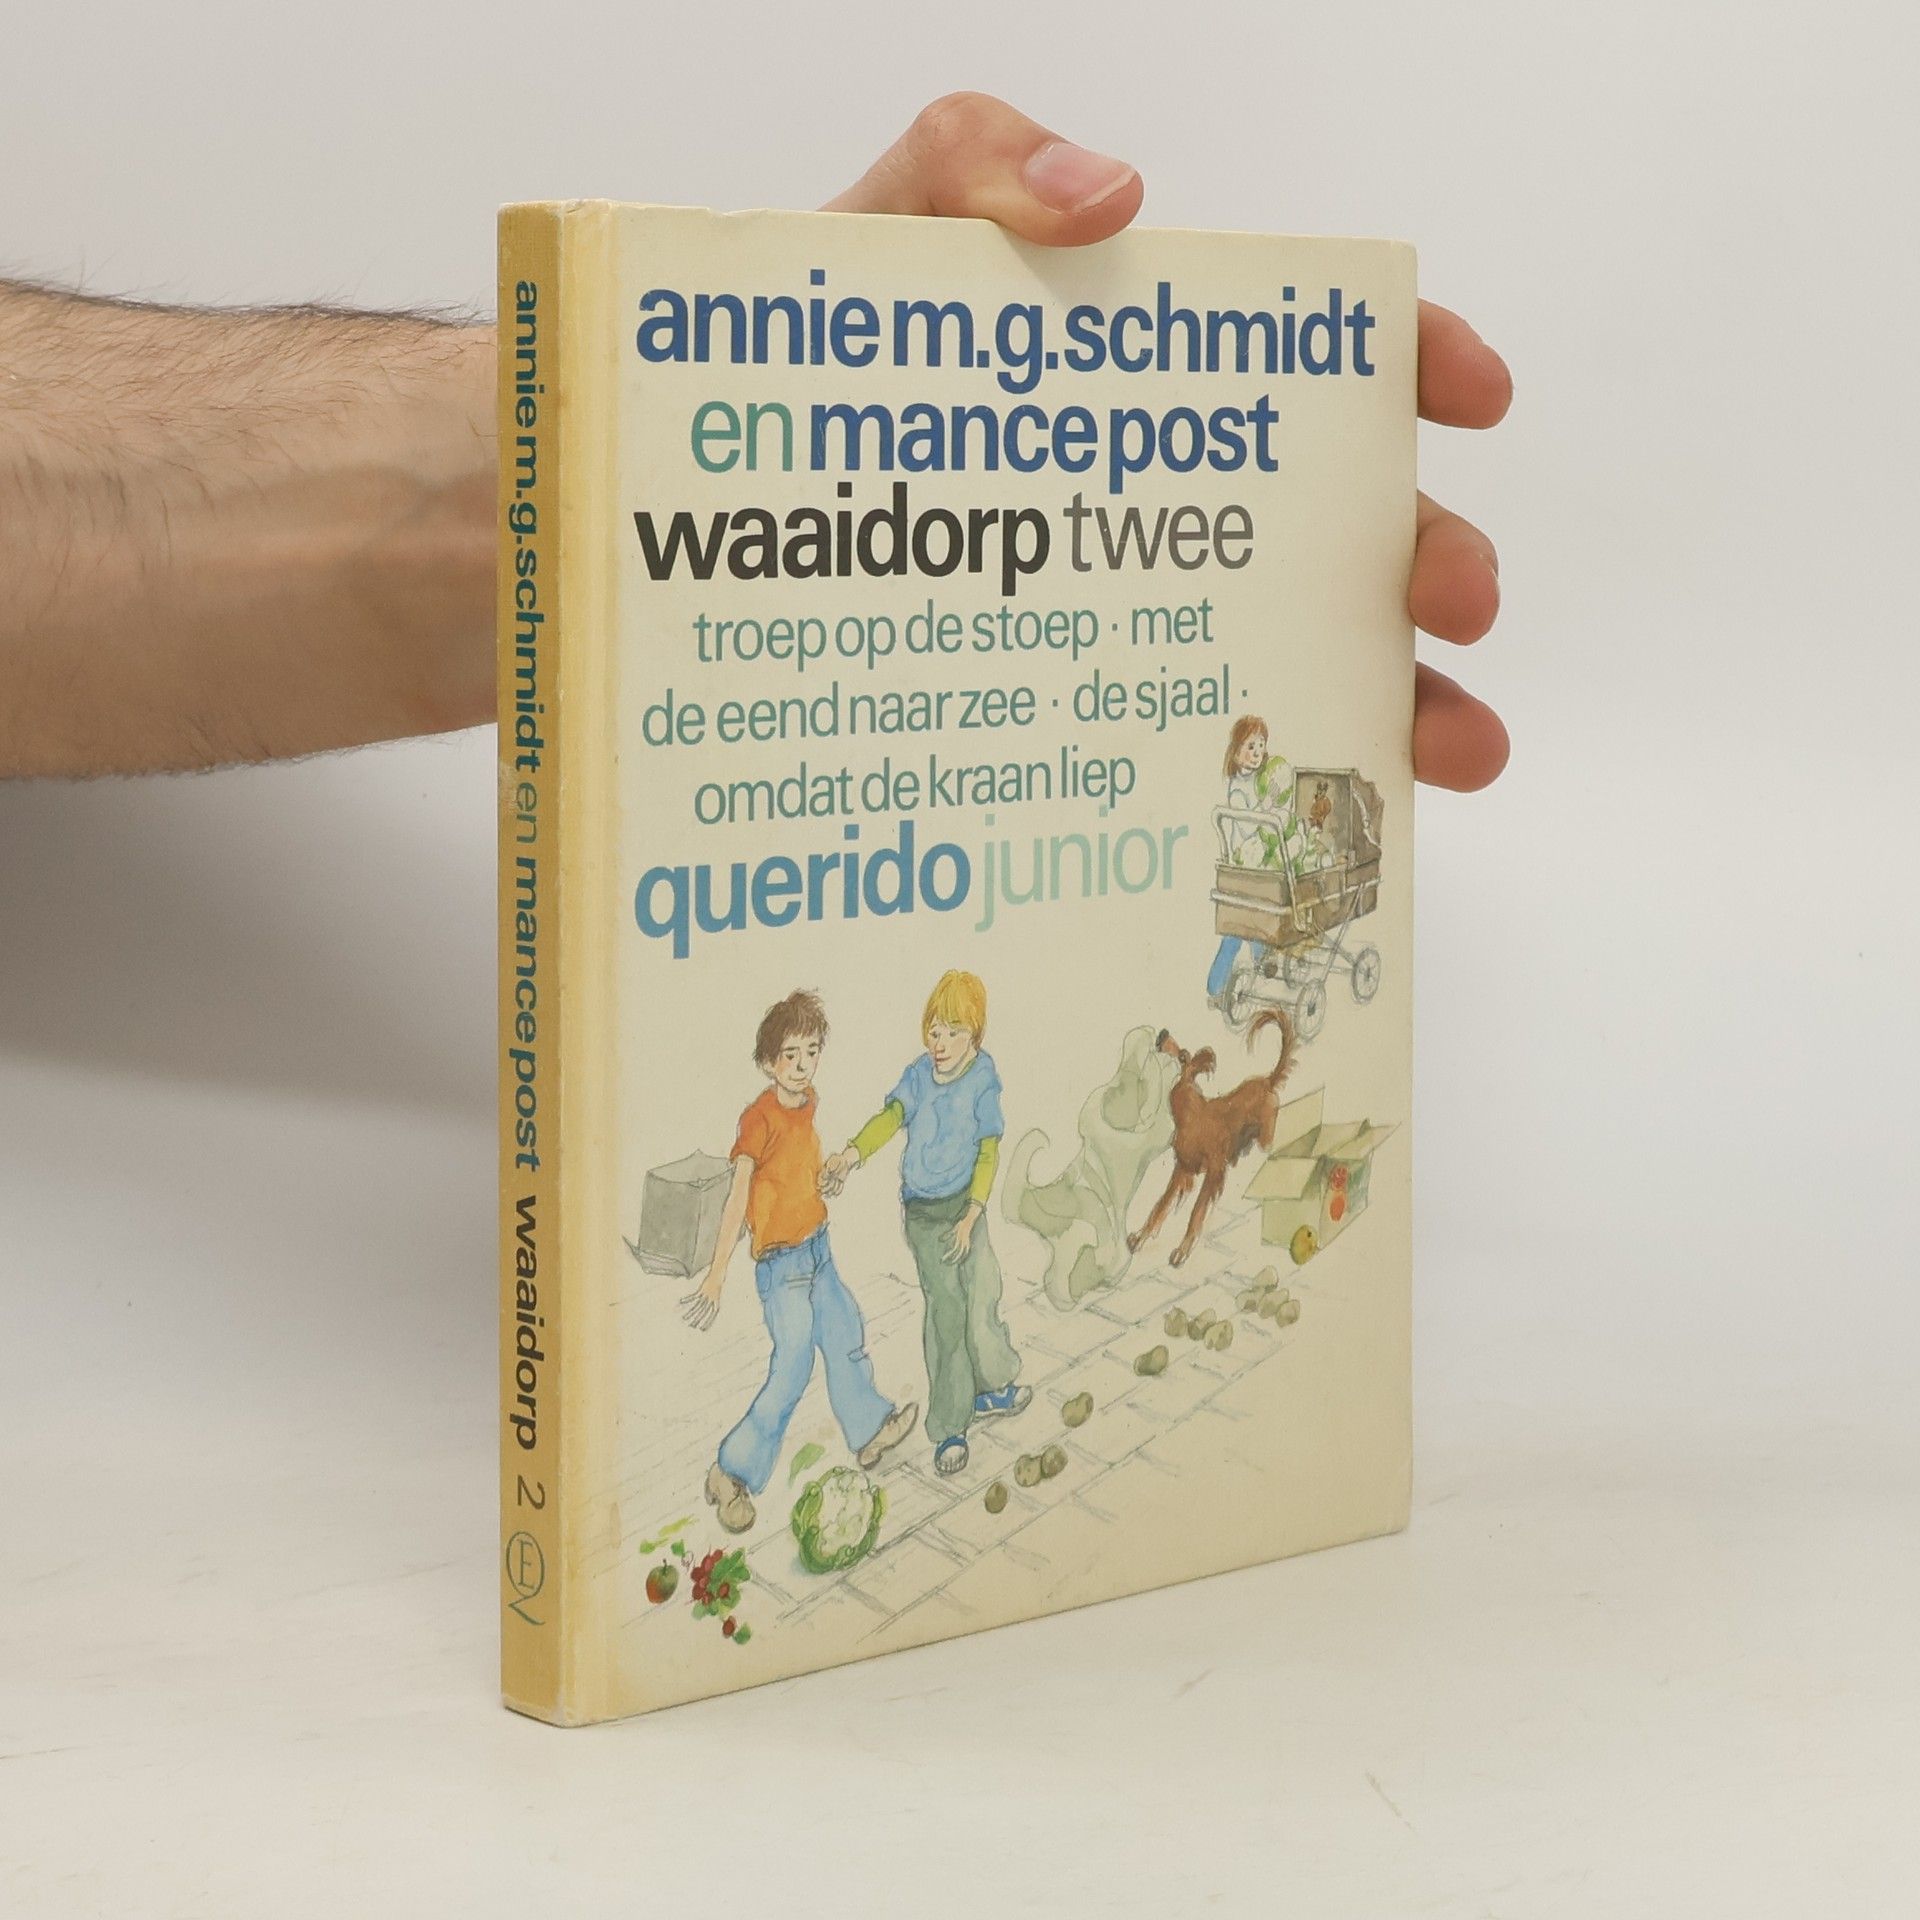 annie m.g. schmidt
en mance post
waaidorp twee
troep op de stoep · met
de eend naar zee · de sjaal ·
omdat de kraan liep
querido junior
annie m.g. schmidt en mance post waaidorp 2